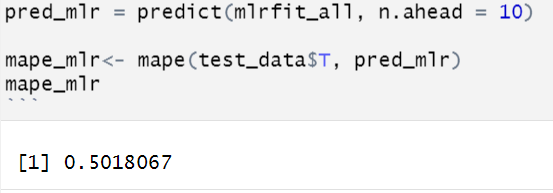 pred_mlr = predict(mlrfit_all, n.ahead = 10)
mape_mlr<- mape(test_data$T, pred_mlr)
mape_mlr
```
[1] 0.5018067